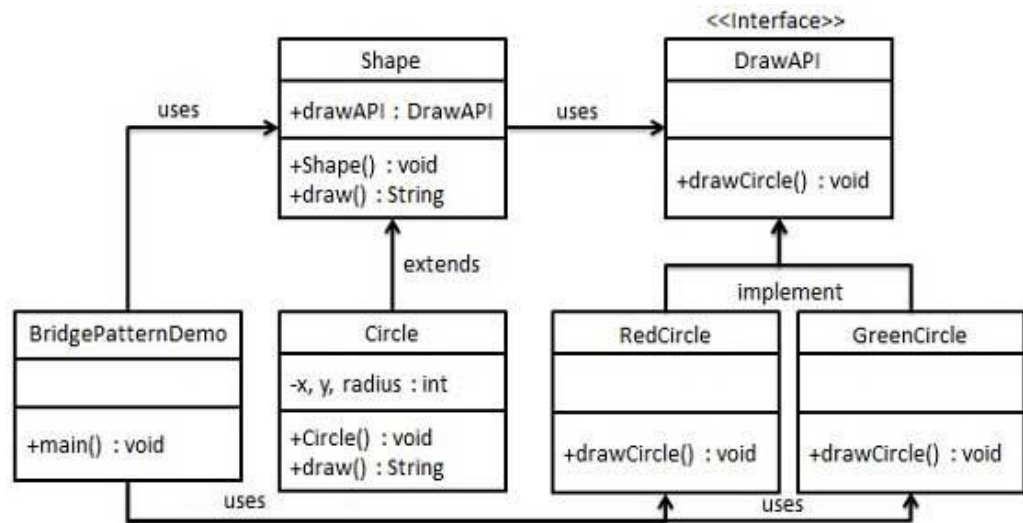 <<Interface>>
Shape
DrawAPI
+drawAPI : DrawAPI
uses
uses
+Shape() : void
+draw() : String
+drawCircle() : void
extends
implement
BridgePatternDemo
Circle
RedCircle
GreenCircle
-x, y, radius : int
+main() : void
+Circle() : void
+draw() : String
+drawCircle() : void
+drawCircle() : void
uses
uses